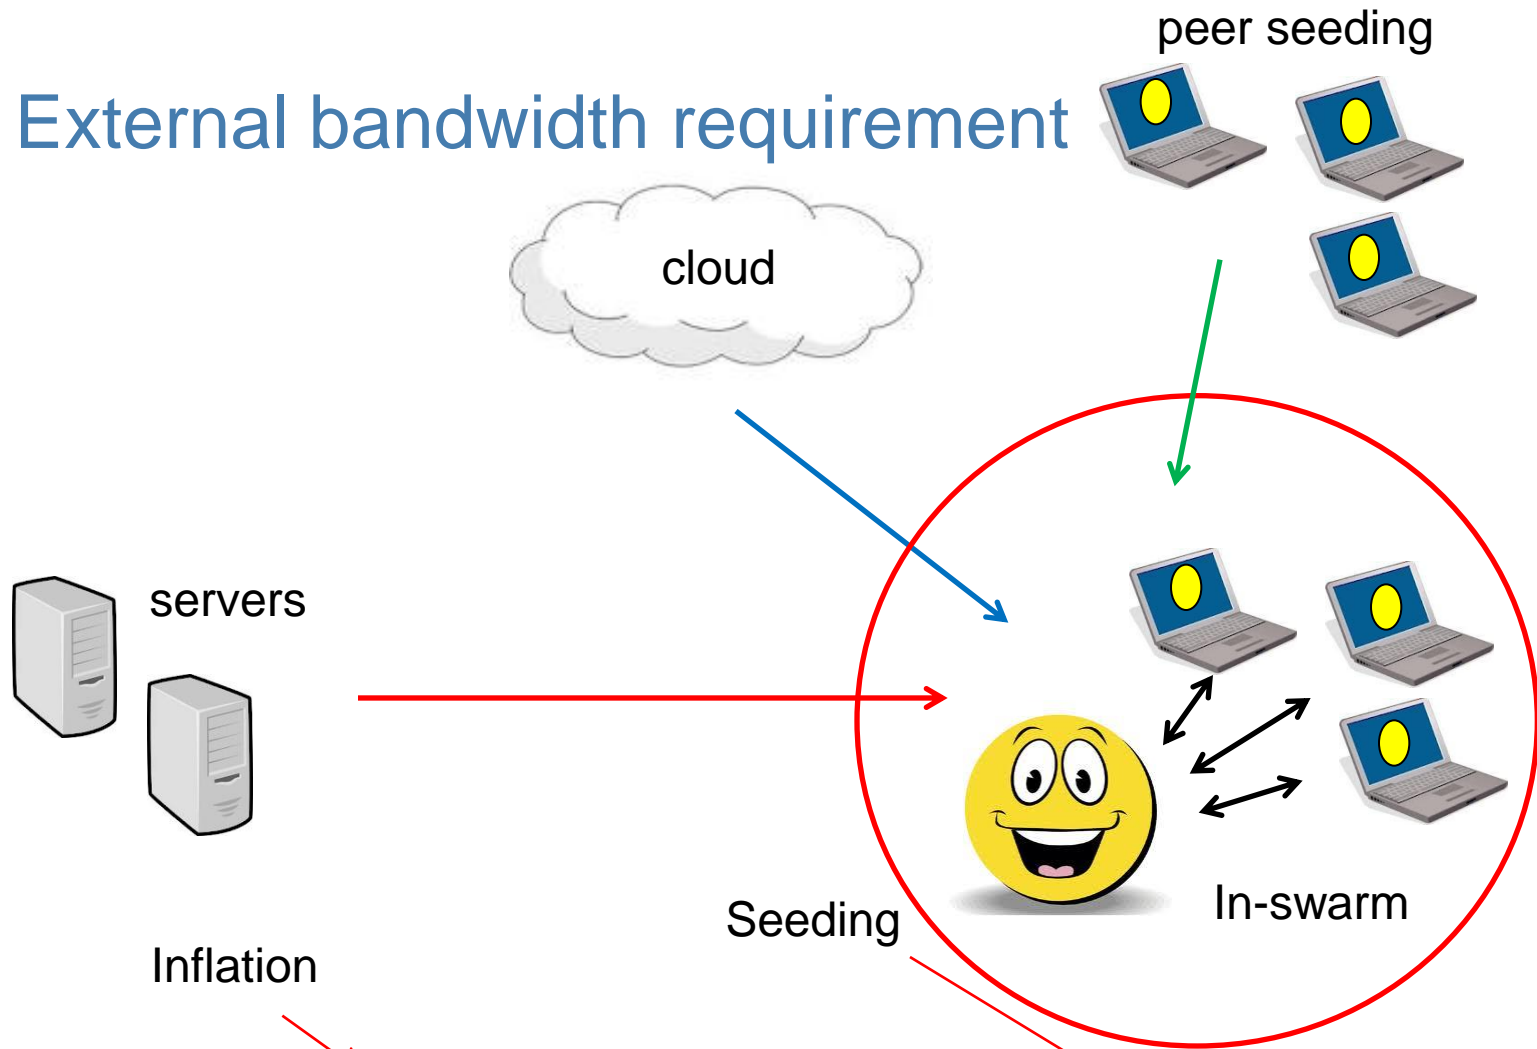 peer seeding
External bandwidth requirement
cloud
servers
In-swarm
Seeding
Inflation